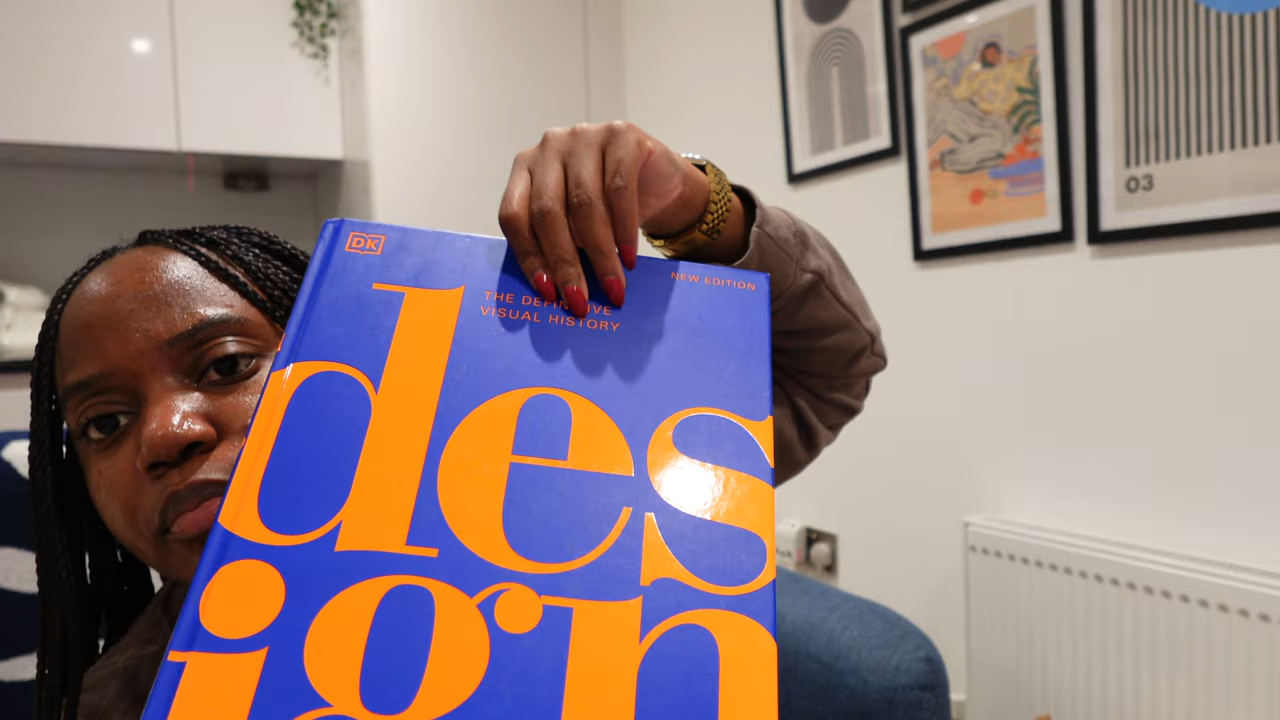 DK
NEW EDITION
THE DEFINITIVE
VISUAL HISTORY
des
ign
03